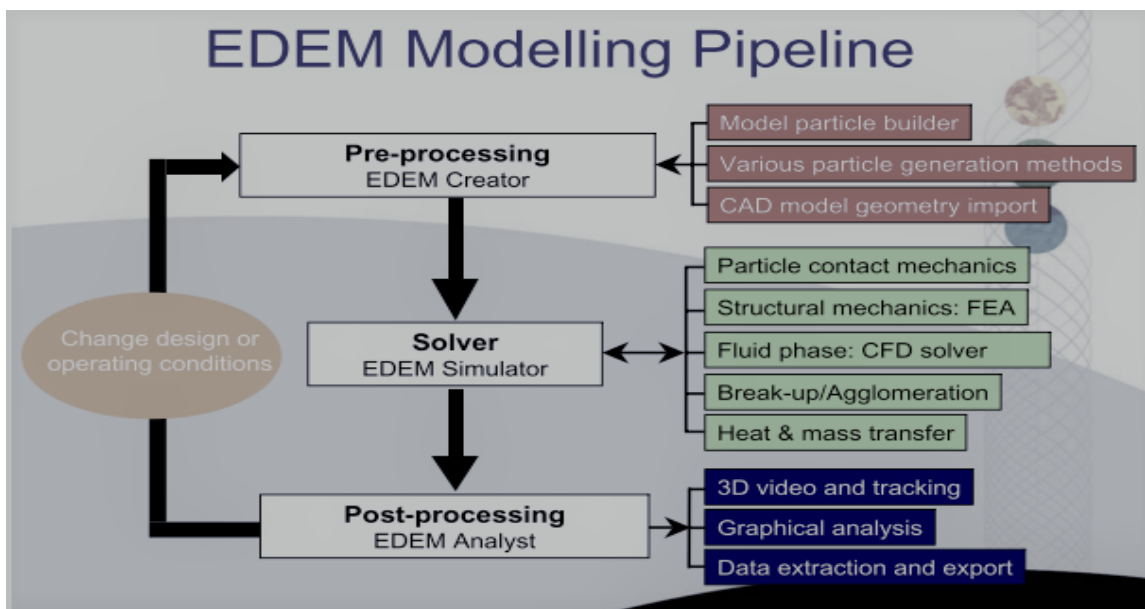 EDEM Modelling Pipeline
Pre-processing
EDEM Creator
Model particle builder
Various particle generation methods
CAD model geometry import
Solver
EDEM Simulator
Particle contact mechanics
Structural mechanics: FEA
Fluid phase: CFD solver
Break-up/Agglomeration
Heat & mass transfer
Change design or
operating conditions
Post-processing
EDEM Analyst
3D video and tracking
Graphical analysis
Data extraction and export